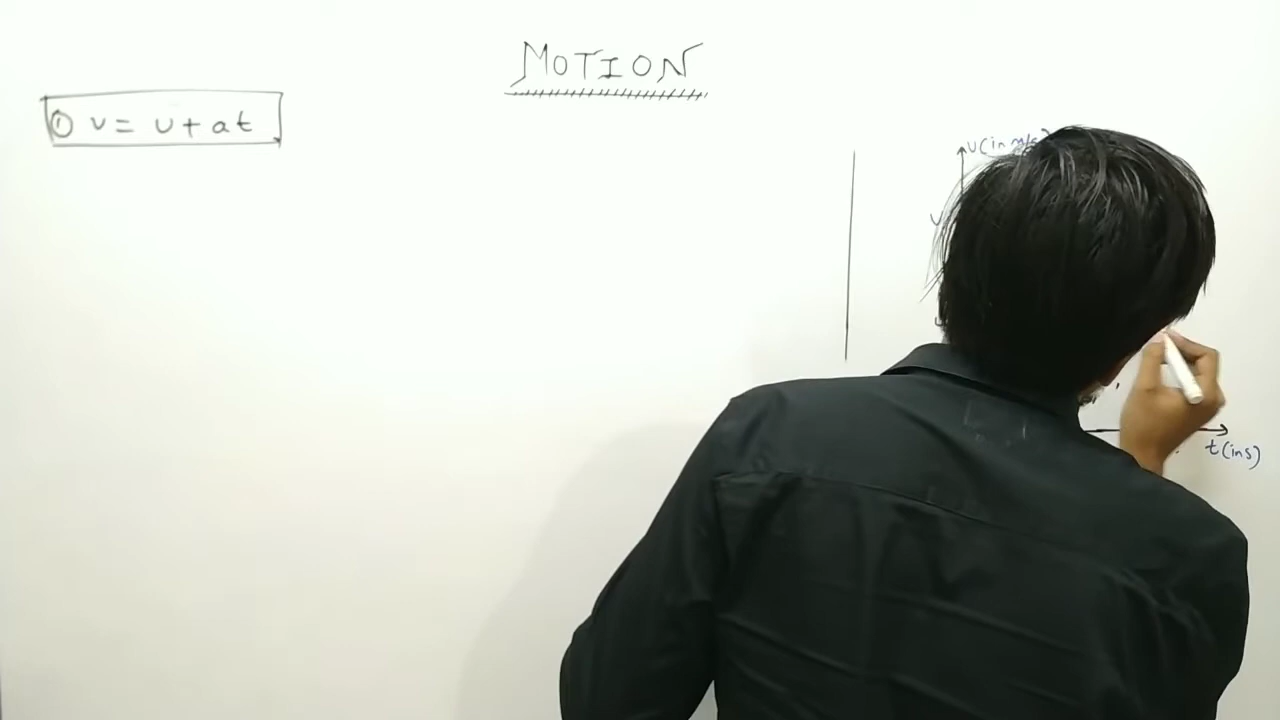 MOTION
① v = u + at
v(in m/s)
t(in s)